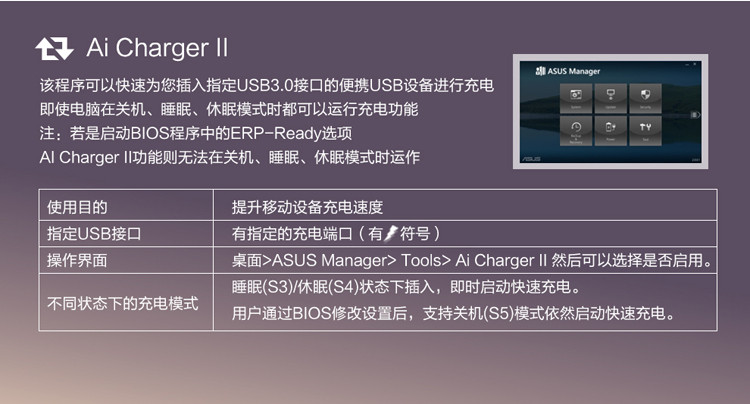 Ai Charger II
该程序可以快速为您插入指定USB3.0接口的便携USB设备进行充电
即使电脑在关机、睡眠、休眠模式时都可以运行充电功能
注：若是启动BIOS程序中的ERP-Ready选项
AI Charger II功能则无法在关机、睡眠、休眠模式时运作
ASUS Manager
ASUS
使用目的 提升移动设备充电速度
指定USB接口 有指定的充电端口（有符号）
操作界面 桌面>ASUS Manager> Tools> Ai Charger II 然后可以选择是否启用。
不同状态下的充电模式
睡眠(S3)/休眠(S4)状态下插入，即时启动快速充电。
用户通过BIOS修改设置后，支持关机(S5)模式依然启动快速充电。